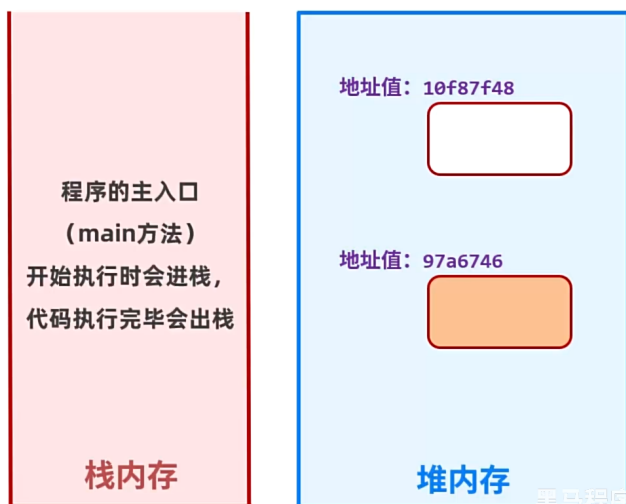 程序的主入口
（main方法）
开始执行时会进栈，
代码执行完毕会出栈
栈内存
地址值：10f87f48
地址值：97a6746
堆内存